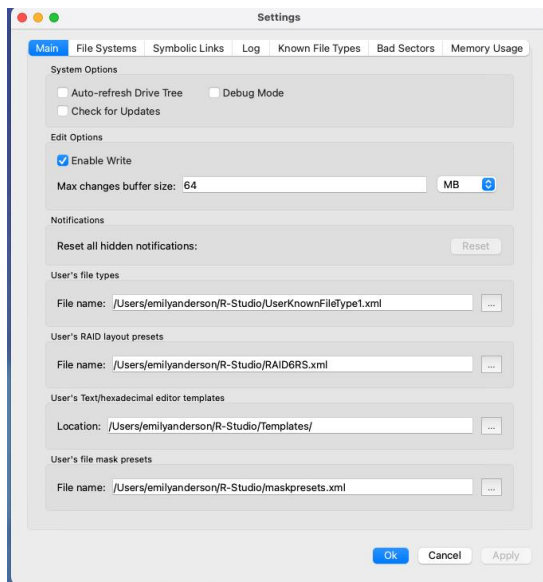 Settings
Main File Systems Symbolic Links Log Known File Types Bad Sectors Memory Usage
System Options
Auto-refresh Drive Tree Debug Mode
Check for Updates
Edit Options
Enable Write
Max changes buffer size: 64 MB
Notifications
Reset all hidden notifications: Reset
User's file types
File name: /Users/emilyanderson/R-Studio/UserKnownFileType1.xml ...
User's RAID layout presets
File name: /Users/emilyanderson/R-Studio/RAID6RS.xml ...
User's Text/hexadecimal editor templates
Location: /Users/emilyanderson/R-Studio/Templates/ ...
User's file mask presets
File name: /Users/emilyanderson/R-Studio/maskpresets.xml ...
Ok Cancel Apply